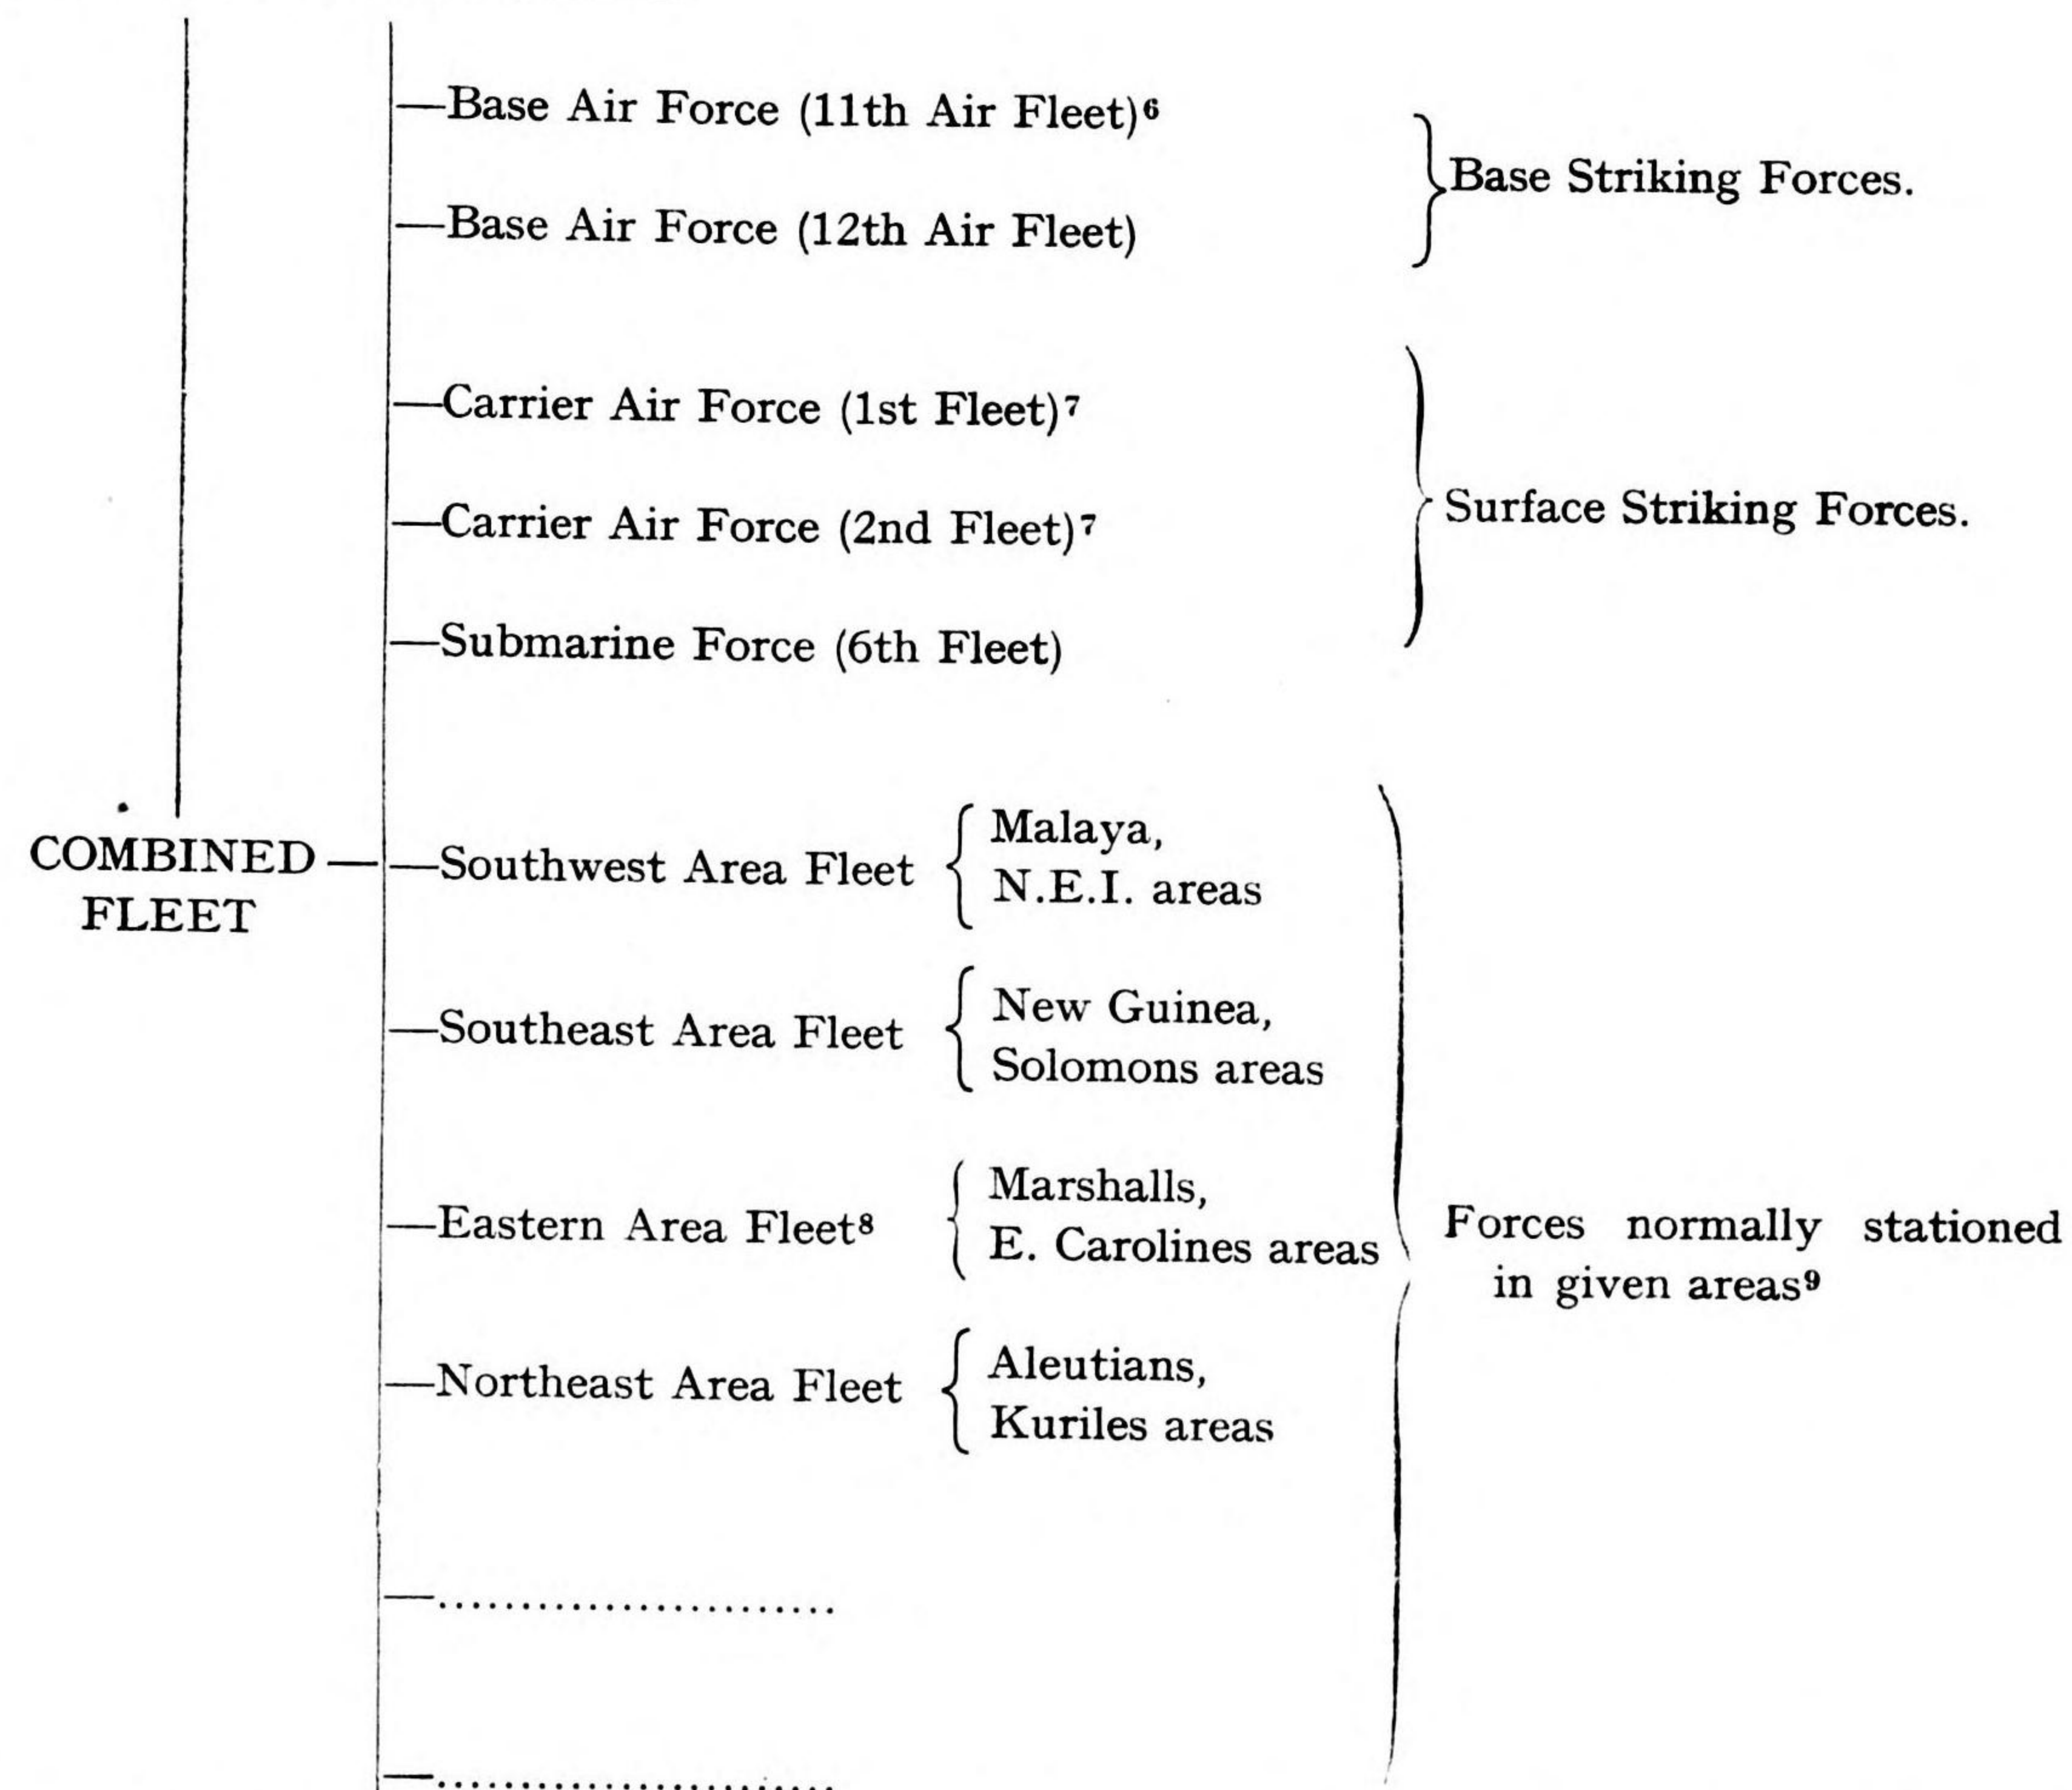 —Base Air Force (11th Air Fleet)⁶
Base Striking Forces.
—Base Air Force (12th Air Fleet)
—Carrier Air Force (1st Fleet)⁷
—Carrier Air Force (2nd Fleet)⁷
Surface Striking Forces.
—Submarine Force (6th Fleet)
COMBINED —
FLEET
—Southwest Area Fleet { Malaya,
N.E.I. areas
—Southeast Area Fleet { New Guinea,
Solomons areas
—Eastern Area Fleet⁸ { Marshalls,
E. Carolines areas
Forces normally stationed
in given areas⁹
—Northeast Area Fleet { Aleutians,
Kuriles areas
—........................
—........................